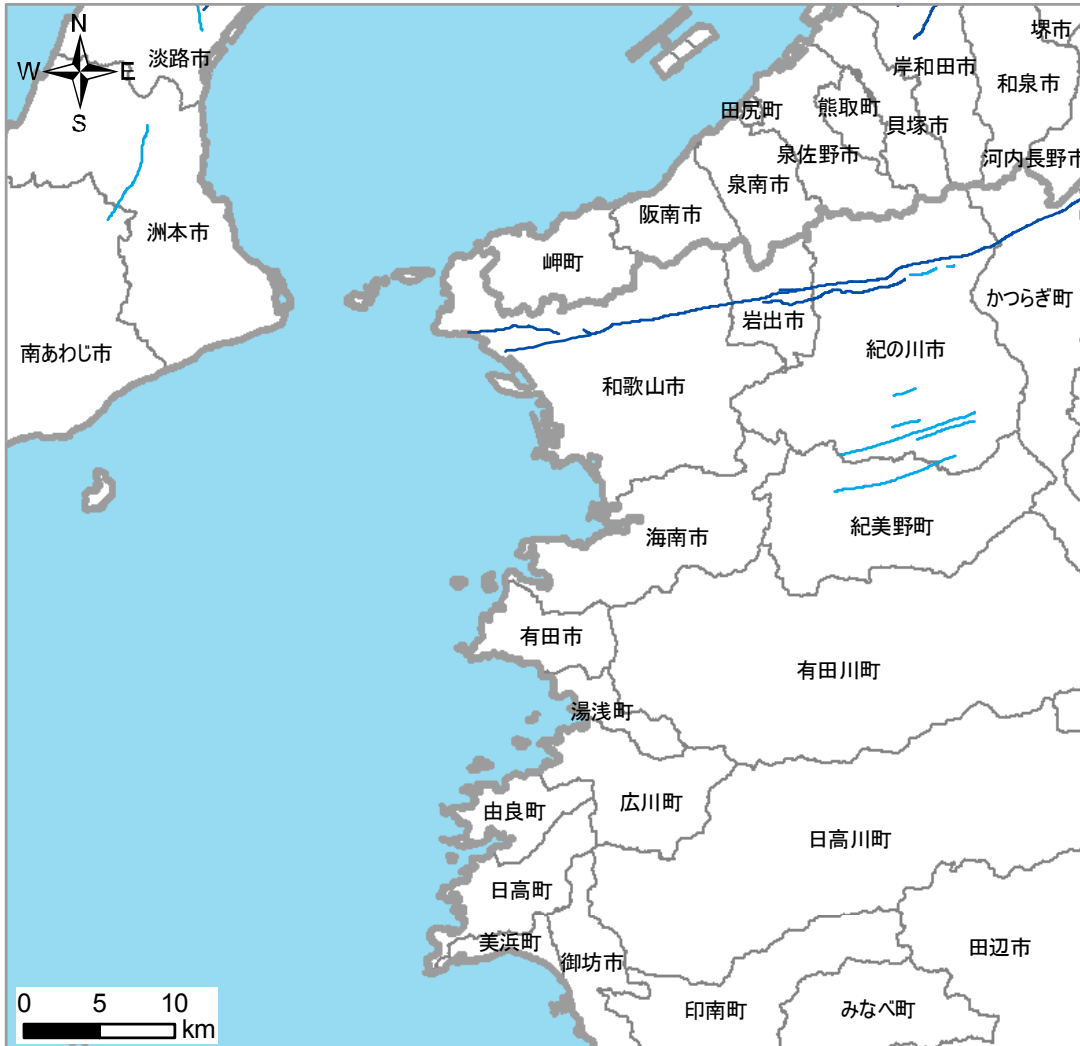 N
堺市
淡路市
岸和田市
W
E
和泉市
田尻町
熊取町
S
貝塚市
泉佐野市
河内長野市
泉南市
阪南市
洲本市
岬町
かつらぎ町
岩出市
南あわじ市
紀の川市
和歌山市
海南市
紀美野町
有田市
有田川町
湯浅町
広川町
由良町
日高川町
日高町
美浜町
田辺市
御坊市
印南町
みなべ町
0 5 10
km